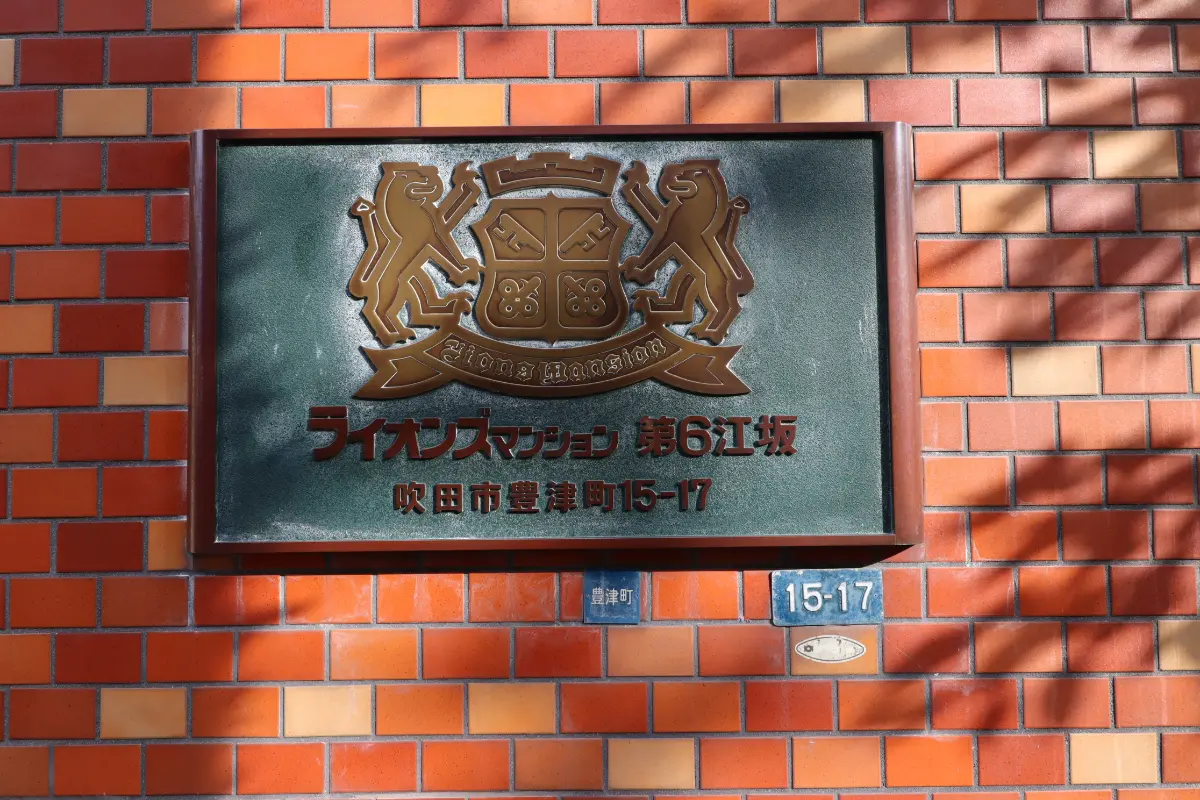 Lions Mansion
ライオンズマンション 第6江坂
吹田市豊津町15-17
豊津町
15-17